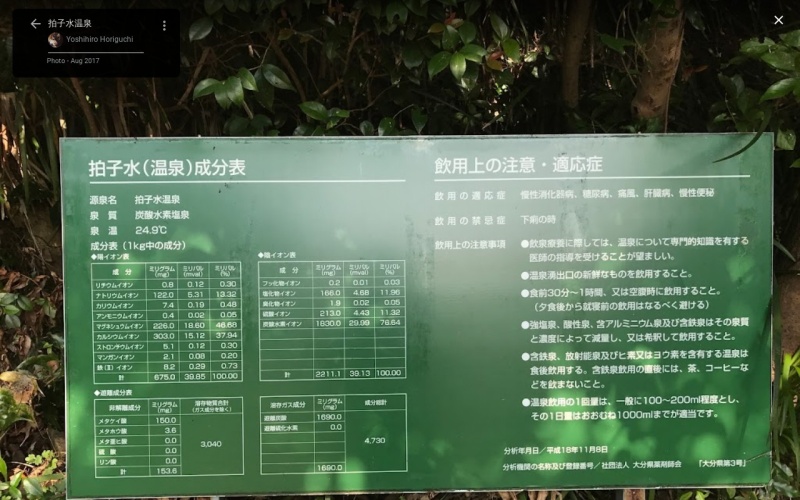 拍子水温泉
Yoshihiro Horiguchi
Photo - Aug 2017
拍子水(温泉)成分表
源泉名 拍子水温泉
泉 質 炭酸水素塩泉
泉 温 24.9℃
成分表(1kg中の成分)
◆陽イオン表
成 分 ミリグラム(mg) ミリバル(mval) ミリバル(%)
リチウムイオン 0.8 0.12 0.30
ナトリウムイオン 122.0 5.31 13.32
カリウムイオン 7.4 0.19 0.48
アンモニウムイオン 0.4 0.02 0.05
マグネシュウムイオン 226.0 18.60 46.68
カルシウムイオン 303.0 15.12 37.94
ストロンチウムイオン 5.1 0.12 0.30
マンガンイオン 2.1 0.08 0.20
鉄(Ⅱ)イオン 8.2 0.29 0.73
計 675.0 39.85 100.00
◆陰イオン表
成 分 ミリグラム(mg) ミリバル(mval) ミリバル(%)
フッ化物イオン 0.2 0.01 0.03
塩化物イオン 166.0 4.68 11.96
臭化物イオン 1.9 0.02 0.05
硫酸イオン 213.0 4.43 11.32
炭酸水素イオン 1830.0 29.99 76.64
計 2211.1 39.13 100.00
◆遊離成分表
非解離成分 ミリグラム(mg) 溶存物質合計(ガス成分を除く)
メタケイ酸 150.0
メタホウ酸 3.6
メタ亜ヒ酸 0.0
硫 酸 0.0
リン酸 0.0
計 153.6
3,040
溶存ガス成分 ミリグラム(mg) 成分総計
遊離炭酸 1690.0
遊離硫化水素 0.0
1690.0
4,730
飲用上の注意・適応症
飲用の適応症 慢性消化器病、糖尿病、痛風、肝臓病、慢性便秘
飲用の禁忌症 下痢の時
飲用上の注意事項 ●飲泉療養に際しては、温泉について専門的知識を有する
医師の指導を受けることが望ましい。
●温泉湧出口の新鮮なものを飲用すること。
●食前30分〜1時間、又は空腹時に飲用すること。
(夕食後から就寝前の飲用はなるべく避ける)
●強塩泉、酸性泉、含アルミニウム泉及び含鉄泉はその泉質
と濃度によって減量し、又は希釈して飲用すること。
●含鉄泉、放射能泉及びヒ素又はヨウ素を含有する温泉は
食後飲用する。含鉄泉飲用の直後には、茶、コーヒーな
どを飲まないこと。
●温泉飲用の1回量は、一般に100〜200ml程度とし、
その1日量はおおむね1000mlまでが適当です。
分析年月日/平成18年11月8日
分析機関の名称及び登録番号/社団法人 大分県薬剤師会 「大分県第3号」